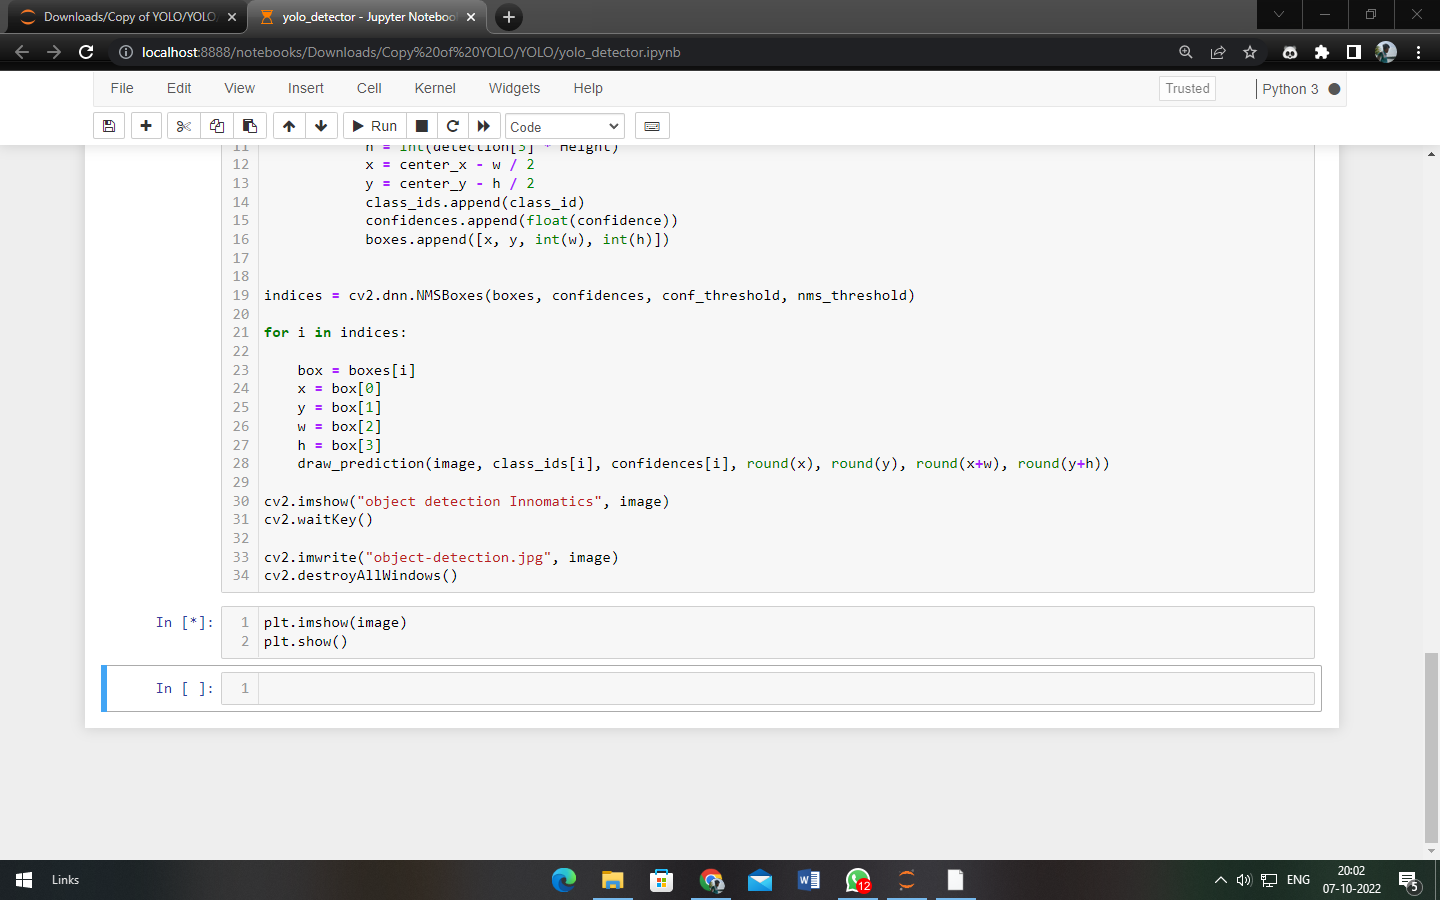 Downloads/Copy of YOLO/YOLO
yolo_detector - Jupyter Noteboo
localhost:8888/notebooks/Downloads/Copy%20of%20YOLO/YOLO/yolo_detector.ipynb
File Edit View Insert Cell Kernel Widgets Help
Trusted
Python 3
Run
Code
11 h = int(detection[3] * Height)
12 x = center_x - w / 2
13 y = center_y - h / 2
14 class_ids.append(class_id)
15 confidences.append(float(confidence))
16 boxes.append([x, y, int(w), int(h)])
17
18
19 indices = cv2.dnn.NMSBoxes(boxes, confidences, conf_threshold, nms_threshold)
20
21 for i in indices:
22
23 box = boxes[i]
24 x = box[0]
25 y = box[1]
26 w = box[2]
27 h = box[3]
28 draw_prediction(image, class_ids[i], confidences[i], round(x), round(y), round(x+w), round(y+h))
29
30 cv2.imshow("object detection Innomatics", image)
31 cv2.waitKey()
32
33 cv2.imwrite("object-detection.jpg", image)
34 cv2.destroyAllWindows()
In [*]: 1 plt.imshow(image)
2 plt.show()
In [ ]: 1
Links
12
ENG
20:02
07-10-2022
5